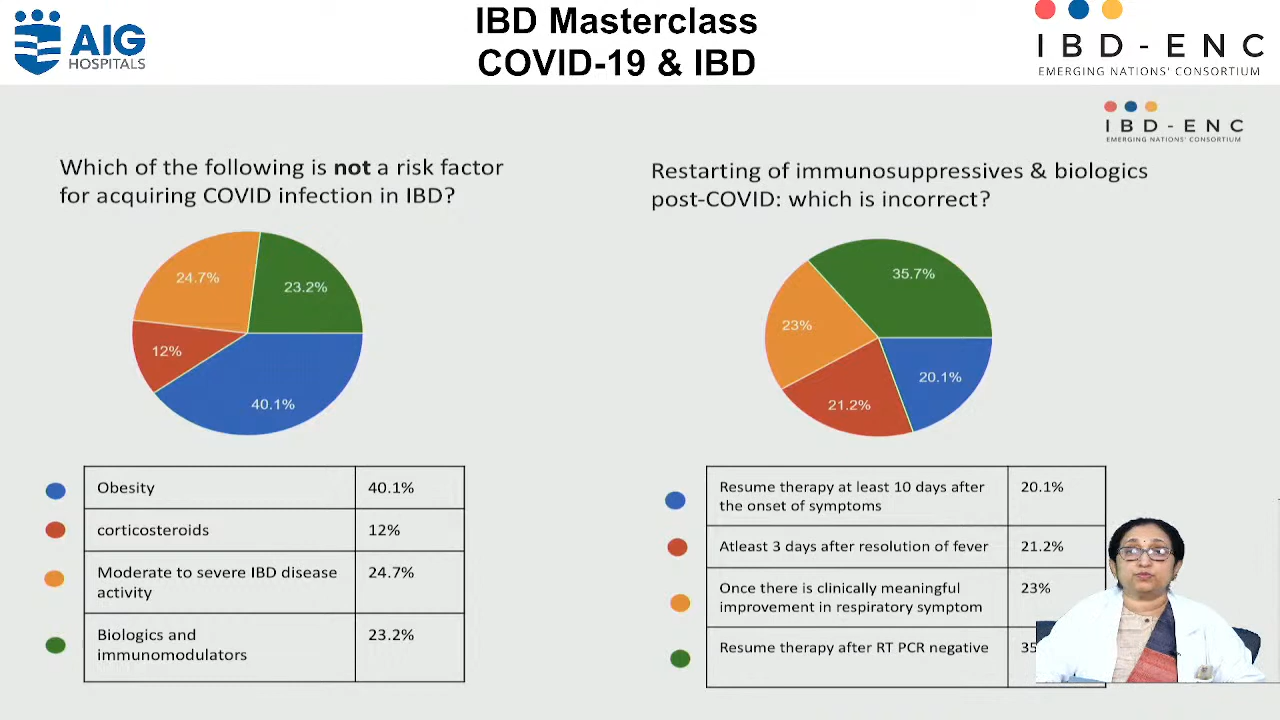 AIG
HOSPITALS
IBD Masterclass
COVID-19 & IBD
IBD-ENC
EMERGING NATIONS' CONSORTIUM
IBD-ENC
EMERGING NATIONS' CONSORTIUM
Which of the following is not a risk factor
for acquiring COVID infection in IBD?
24.7%
23.2%
12%
40.1%
Obesity 40.1%
corticosteroids 12%
Moderate to severe IBD disease 24.7%
activity
Biologics and 23.2%
immunomodulators
Restarting of immunosuppressives & biologics
post-COVID: which is incorrect?
35.7%
23%
20.1%
21.2%
Resume therapy at least 10 days after 20.1%
the onset of symptoms
Atleast 3 days after resolution of fever 21.2%
Once there is clinically meaningful 23%
improvement in respiratory symptom
Resume therapy after RT PCR negative 35